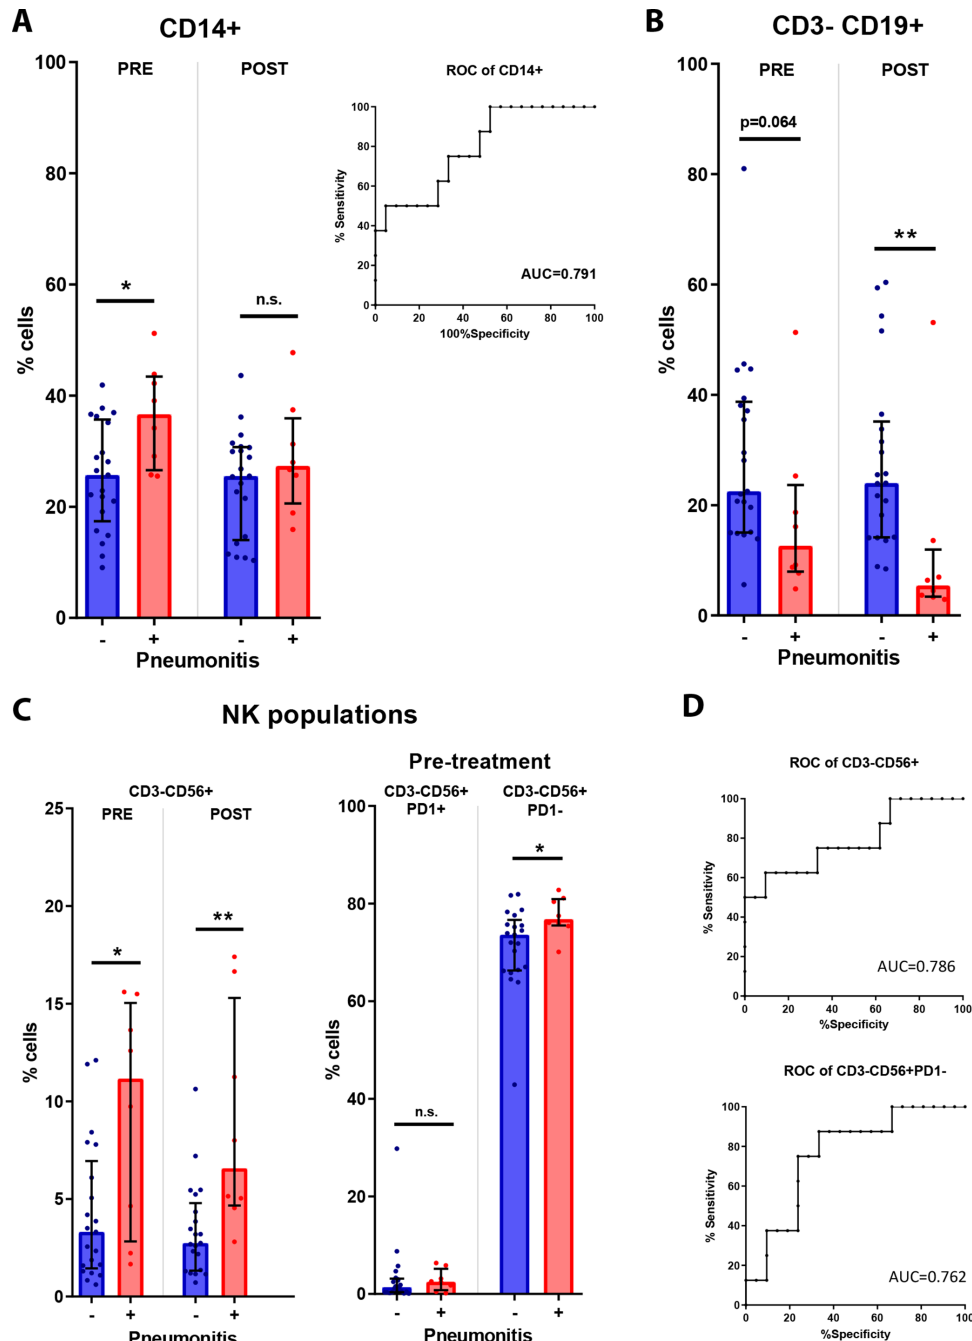 A
CD14+
PRE
POST
100
80
60
40
20
0
% cells
*
n.s.
-
+
-
+
Pneumonitis
ROC of CD14+
100
80
60
40
20
0
% Sensitivity
AUC=0.791
0
20
40
60
80
100
100%Specificity
B
CD3- CD19+
PRE
POST
100
80
60
40
20
0
% cells
p=0.064
**
-
+
-
+
Pneumonitis
C
NK populations
CD3-CD56+
PRE
POST
25
20
15
10
5
0
% cells
*
**
-
+
-
+
Pneumonitis
Pre-treatment
CD3-CD56+
PD1+
CD3-CD56+
PD1-
100
80
60
40
20
0
% cells
n.s.
*
-
+
-
+
Pneumonitis
D
ROC of CD3-CD56+
100
80
60
40
20
0
% Sensitivity
AUC=0.786
0
20
40
60
80
100
%Specificity
ROC of CD3-CD56+PD1-
100
80
60
40
20
0
% Sensitivity
AUC=0.762
0
20
40
60
80
100
%Specificity